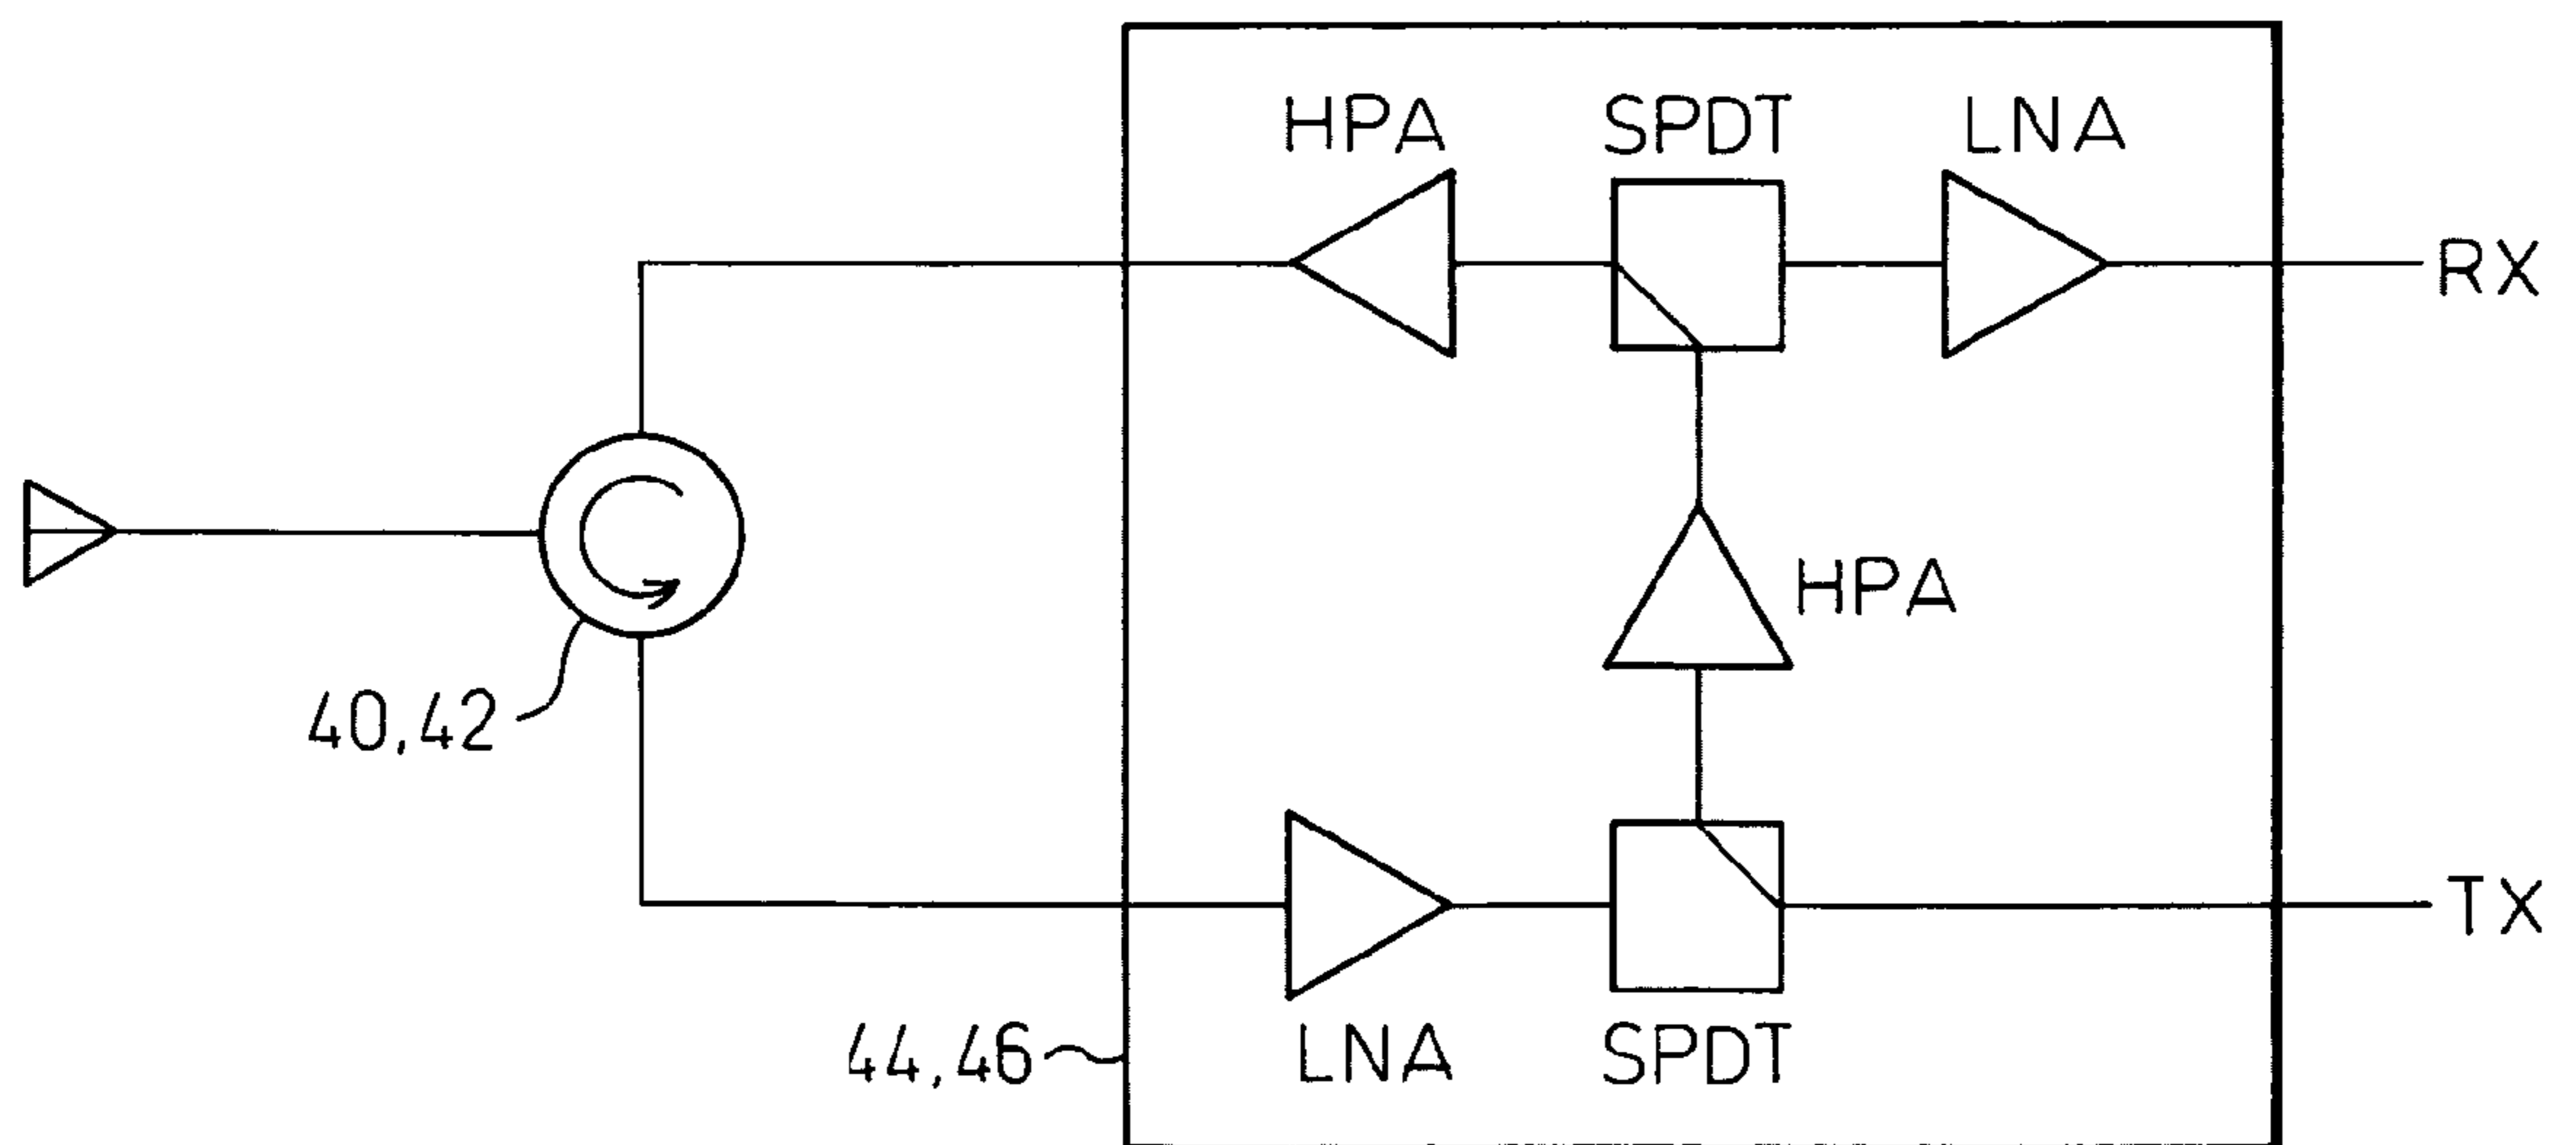 HPA SPDT LNA
RX
HPA
40,42
TX
44,46 LNA SPDT